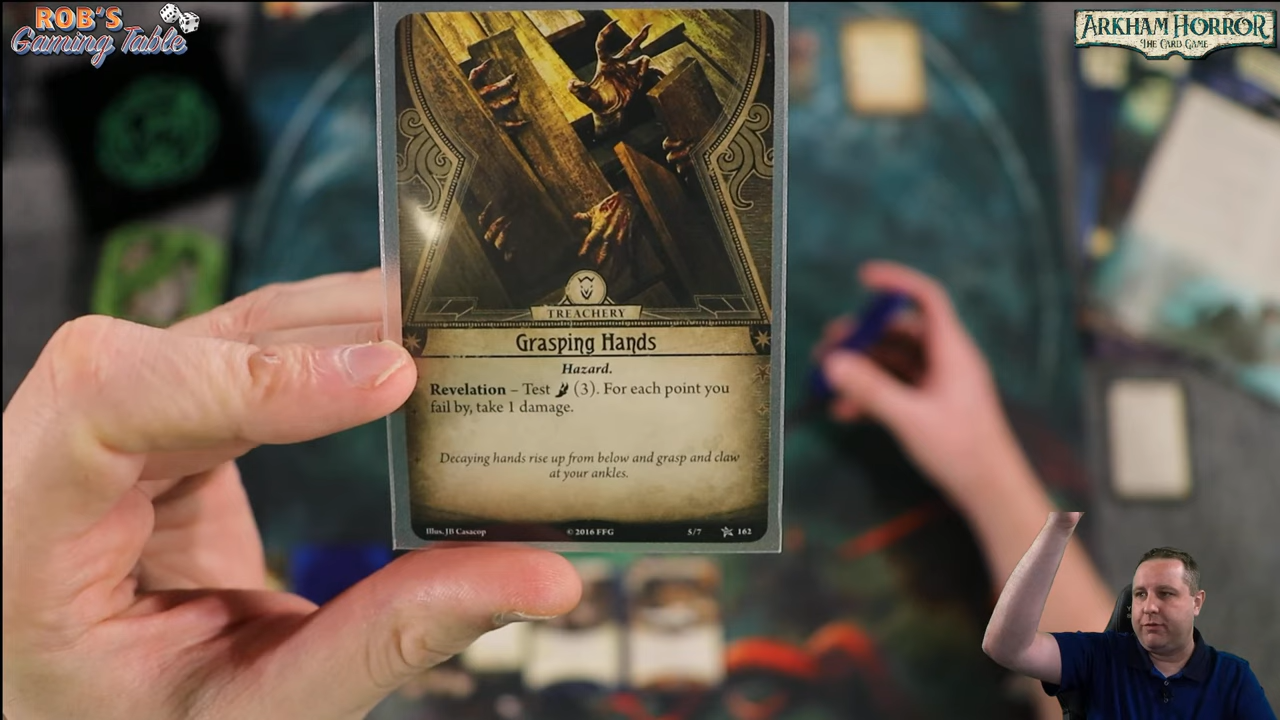 ROB'S
Gaming Table
ARKHAM HORROR
THE CARD GAME
TREACHERY
Grasping Hands
Hazard.
Revelation – Test (3). For each point you
fail by, take 1 damage.
Decaying hands rise up from below and grasp and claw
at your ankles.
Illus. JB Casacop
© 2016 FFG
5/7
162